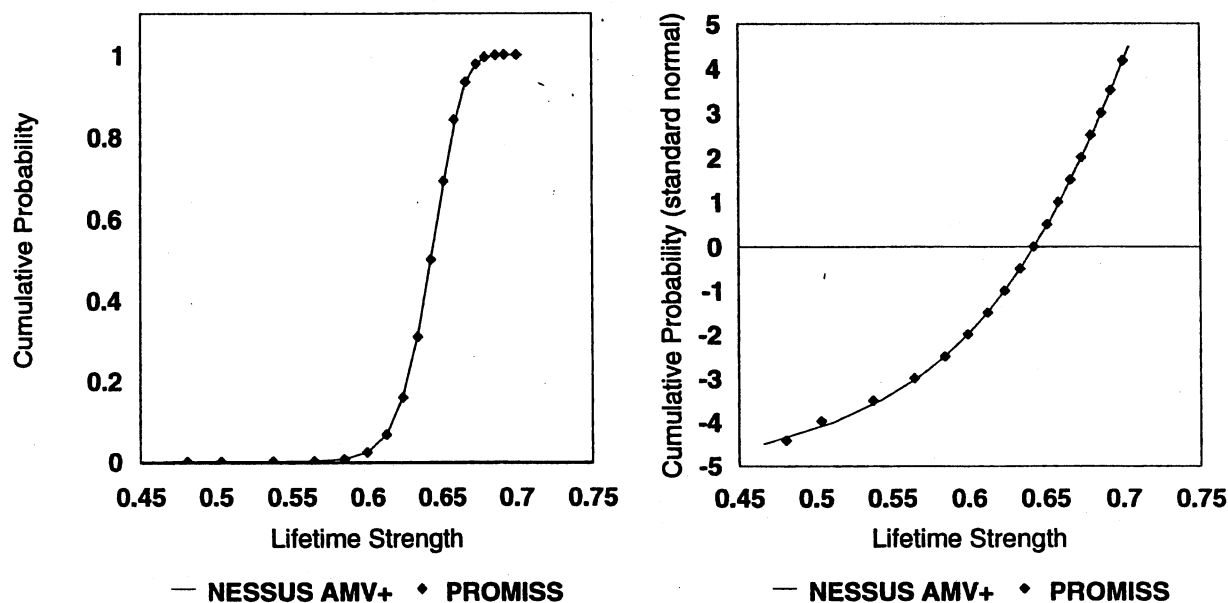 Cumulative Probability
1
0.8
0.6
0.4
0.2
0
0.45 0.5 0.55 0.6 0.65 0.7 0.75
Lifetime Strength
— NESSUS AMV+ ◆ PROMISS
Cumulative Probability (standard normal)
5
4
3
2
1
0
-1
-2
-3
-4
-5
0.45 0.5 0.55 0.6 0.65 0.7 0.75
Lifetime Strength
— NESSUS AMV+ ◆ PROMISS